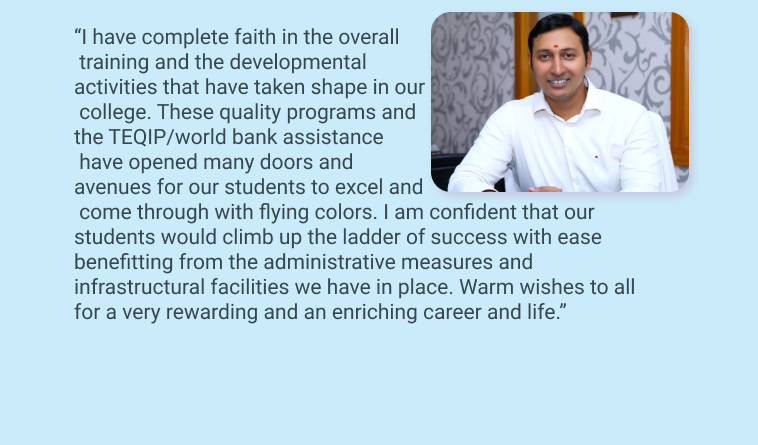 “I have complete faith in the overall
training and the developmental
activities that have taken shape in our
college. These quality programs and
the TEQIP/world bank assistance
have opened many doors and
avenues for our students to excel and
come through with flying colors. I am confident that our
students would climb up the ladder of success with ease
benefitting from the administrative measures and
infrastructural facilities we have in place. Warm wishes to all
for a very rewarding and an enriching career and life.”